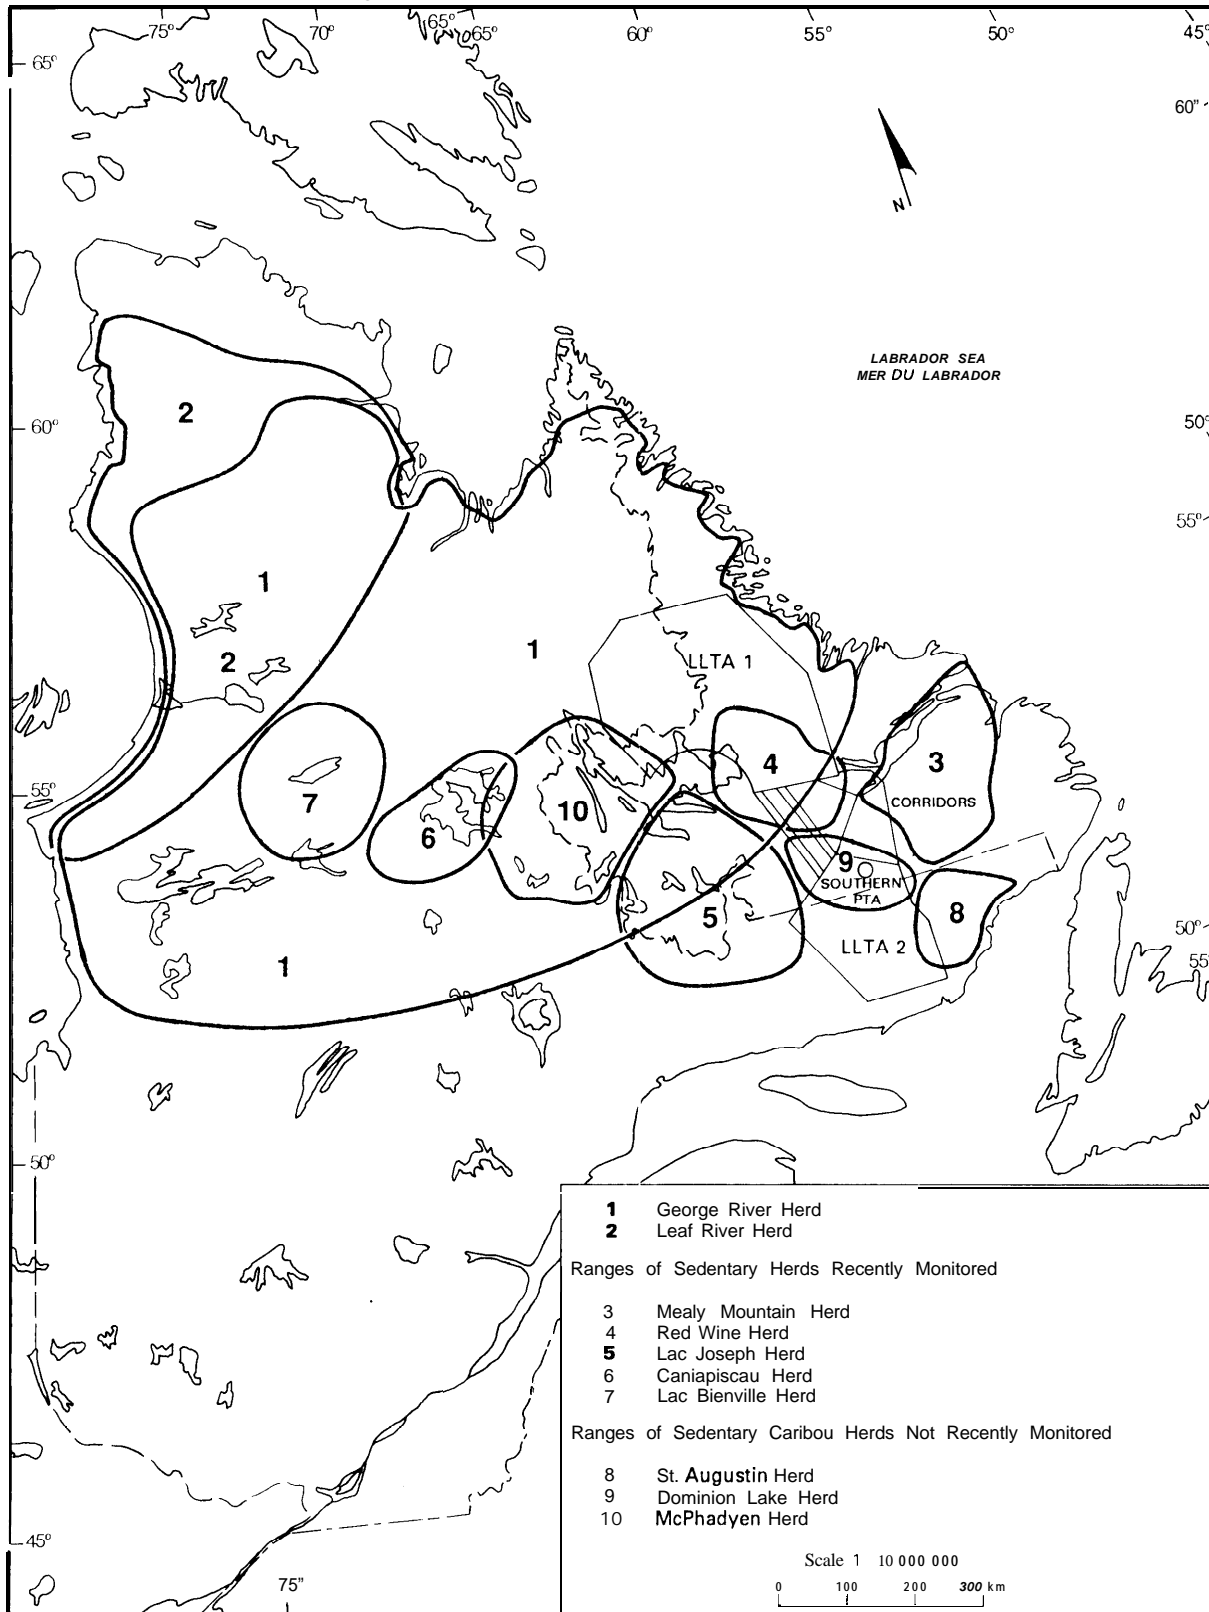 75° 70° 65° 65° 60° 55° 50° 45°
65°
60"
N
LABRADOR SEA
MER DU LABRADOR
2
60°
50°
55°
1
1
2
LLTA 1
4
3
55°
7
10
CORRIDORS
6
9
SOUTHERN
PTA
5
8
50°
LLTA 2
55°
1
50°
1 George River Herd
2 Leaf River Herd
Ranges of Sedentary Herds Recently Monitored
3 Mealy Mountain Herd
4 Red Wine Herd
5 Lac Joseph Herd
6 Caniapiscau Herd
7 Lac Bienville Herd
Ranges of Sedentary Caribou Herds Not Recently Monitored
8 St. Augustin Herd
9 Dominion Lake Herd
10 McPhadyen Herd
45°
Scale 1 10 000 000
75"
0 100 200 300 km